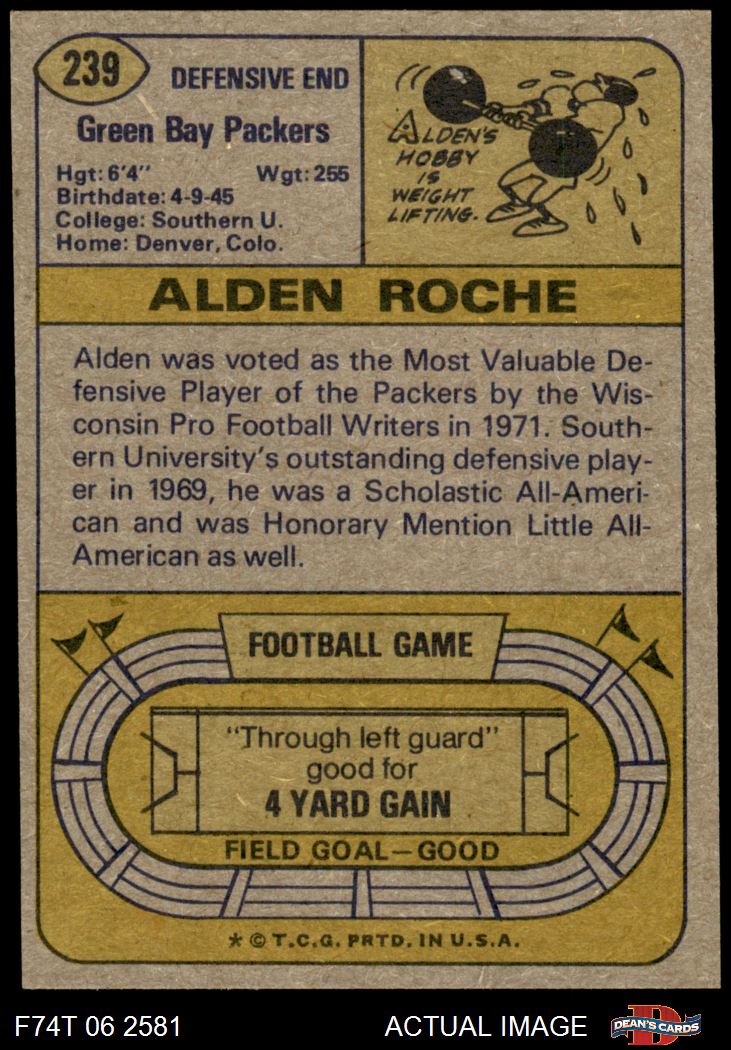 239
DEFENSIVE END
Green Bay Packers
Hgt: 6'4" Wgt: 255
Birthdate: 4-9-45
College: Southern U.
Home: Denver, Colo.
ALDEN'S
HOBBY
IS
WEIGHT
LIFTING.
ALDEN ROCHE
Alden was voted as the Most Valuable De-
fensive Player of the Packers by the Wis-
consin Pro Football Writers in 1971. South-
ern University's outstanding defensive play-
er in 1969, he was a Scholastic All-Ameri-
can and was Honorary Mention Little All-
American as well.
FOOTBALL GAME
"Through left guard"
good for
4 YARD GAIN
FIELD GOAL—GOOD
* © T.C.G. PRTD. IN U.S.A.
F74T 06 2581 ACTUAL IMAGE
D
DEAN'S CARDS